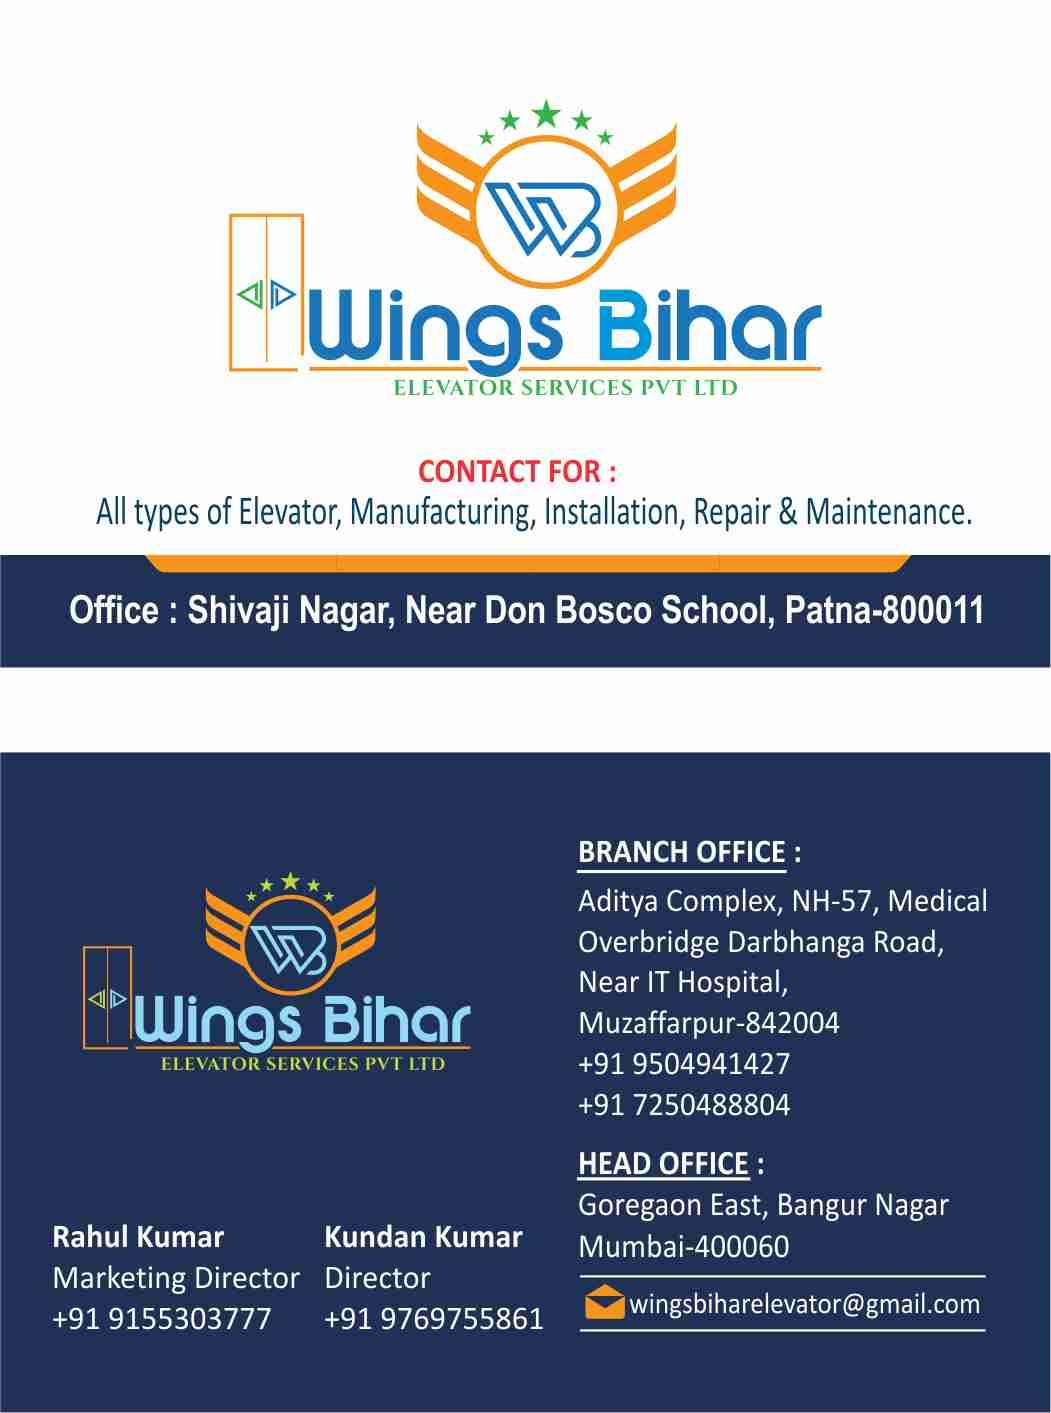 WB
Wings Bihar
ELEVATOR SERVICES PVT LTD
CONTACT FOR :
All types of Elevator, Manufacturing, Installation, Repair & Maintenance.
Office : Shivaji Nagar, Near Don Bosco School, Patna-800011
WB
Wings Bihar
ELEVATOR SERVICES PVT LTD
Rahul Kumar
Marketing Director
+91 9155303777
Kundan Kumar
Director
+91 9769755861
BRANCH OFFICE :
Aditya Complex, NH-57, Medical
Overbridge Darbhanga Road,
Near IT Hospital,
Muzaffarpur-842004
+91 9504941427
+91 7250488804
HEAD OFFICE :
Goregaon East, Bangur Nagar
Mumbai-400060
wingsbiharelevator@gmail.com